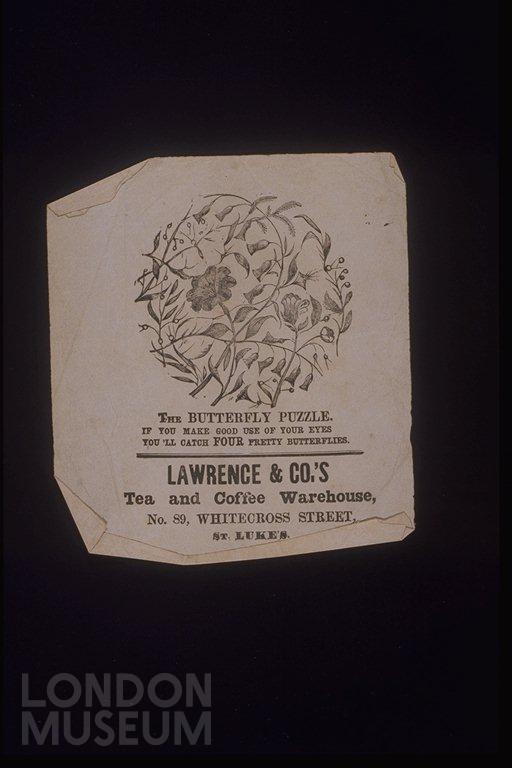 THE BUTTERFLY PUZZLE.
IF YOU MAKE GOOD USE OF YOUR EYES
YOU 'LL CATCH FOUR PRETTY BUTTERFLIES.
LAWRENCE & CO.'S
Tea and Coffee Warehouse,
No. 89, WHITECROSS STREET,
ST. LUKE'S.
LONDON
MUSEUM